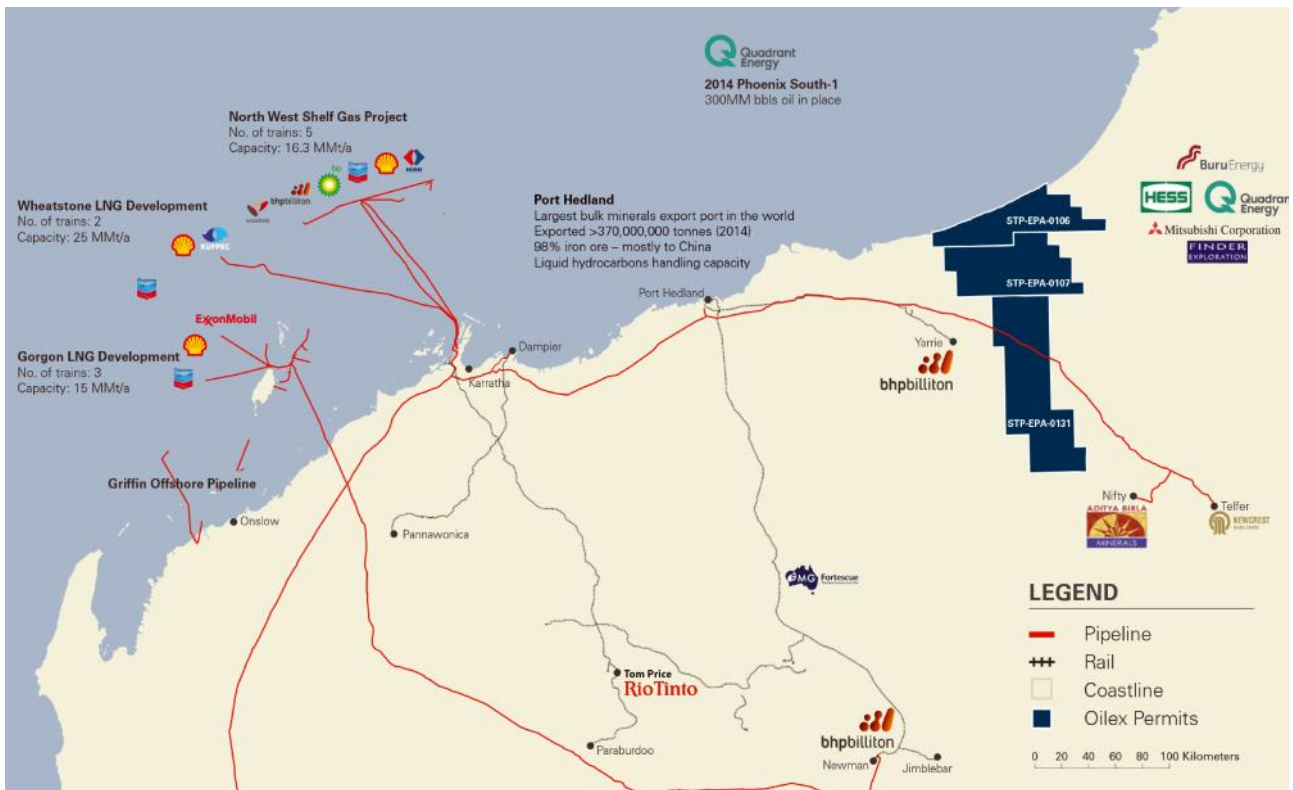 Quadrant
Energy
2014 Phoenix South-1
300MM bbls oil in place
North West Shelf Gas Project
No. of trains: 5
Capacity: 16.3 MMt/a
bp
bhpbilliton
woodside
Wheatstone LNG Development
No. of trains: 2
Capacity: 25 MMt/a
KUFPEC
Port Hedland
Largest bulk minerals export port in the world
Exported >370,000,000 tonnes (2014)
98% iron ore – mostly to China
Liquid hydrocarbons handling capacity
BuruEnergy
HESS
Quadrant
Energy
Mitsubishi Corporation
FINDER
EXPLORATION
STP-EPA-0106
STP-EPA-0107
STP-EPA-0131
ExxonMobil
Gorgon LNG Development
No. of trains: 3
Capacity: 15 MMt/a
Port Hedland
Dampier
Karratha
Yarrie
bhpbilliton
Griffin Offshore Pipeline
Onslow
Pannawonica
Nifty
ADITYA BIRLA
MINERALS
Telfer
NEWCREST
FMG Fortescue
Tom Price
RioTinto
Paraburdoo
bhpbilliton
Newman
Jimblebar
LEGEND
Pipeline
Rail
Coastline
Oilex Permits
0 20 40 60 80 100 Kilometers